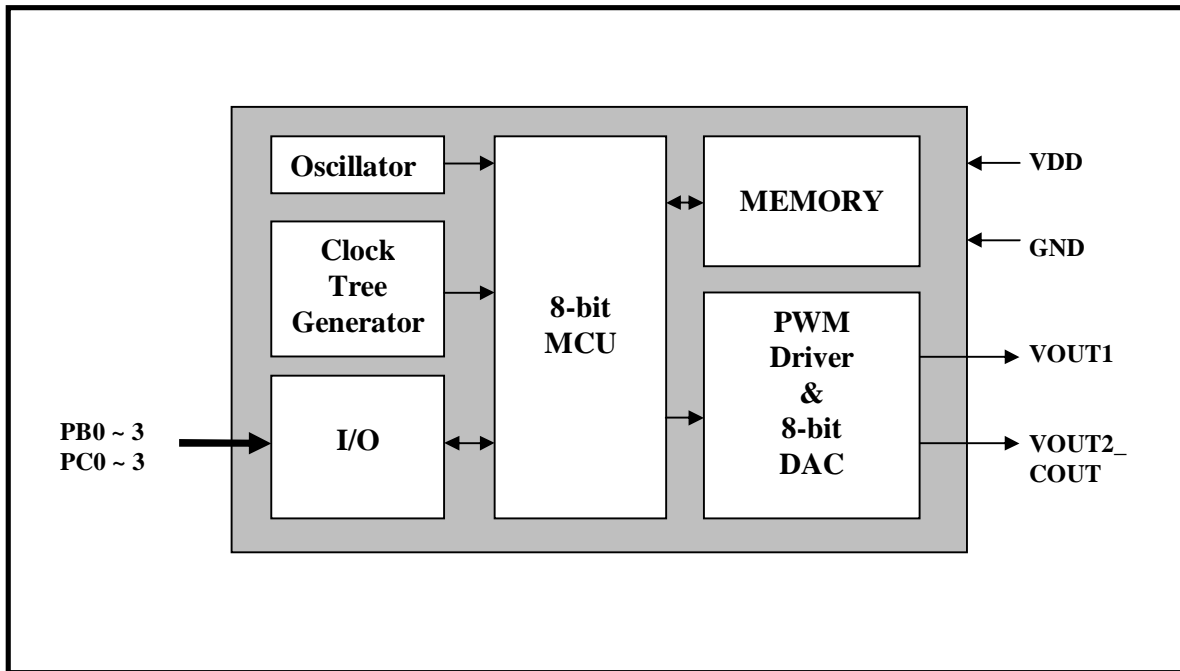 Oscillator
Clock
Tree
Generator
I/O
PB0 ~ 3
PC0 ~ 3
8-bit
MCU
MEMORY
PWM
Driver
&
8-bit
DAC
VDD
GND
VOUT1
VOUT2_
COUT